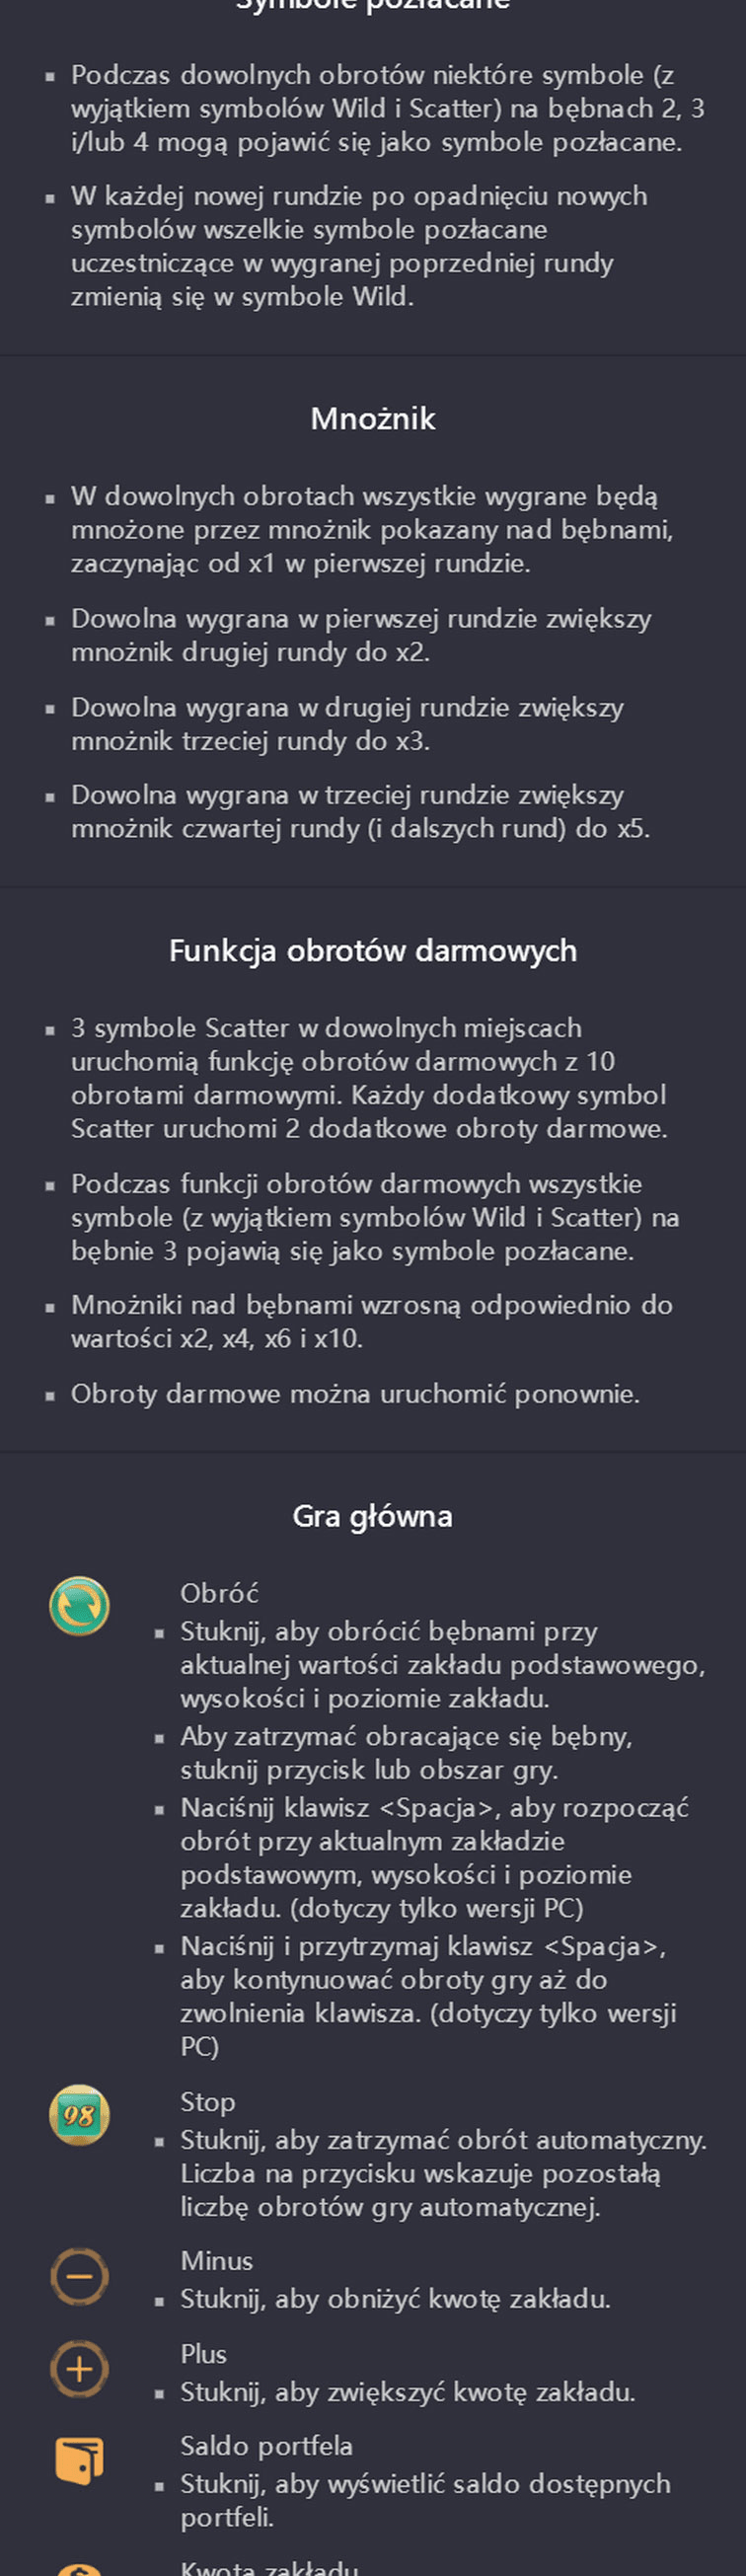 Symbole pozłacane
Podczas dowolnych obrotów niektóre symbole (z
wyjątkiem symbolów Wild i Scatter) na bębnach 2, 3
i/lub 4 mogą pojawić się jako symbole pozłacane.
W każdej nowej rundzie po opadnięciu nowych
symbolów wszelkie symbole pozłacane
uczestniczące w wygranej poprzedniej rundy
zmienią się w symbole Wild.
Mnożnik
W dowolnych obrotach wszystkie wygrane będą
mnożone przez mnożnik pokazany nad bębnami,
zaczynając od x1 w pierwszej rundzie.
Dowolna wygrana w pierwszej rundzie zwiększy
mnożnik drugiej rundy do x2.
Dowolna wygrana w drugiej rundzie zwiększy
mnożnik trzeciej rundy do x3.
Dowolna wygrana w trzeciej rundzie zwiększy
mnożnik czwartej rundy (i dalszych rund) do x5.
Funkcja obrotów darmowych
3 symbole Scatter w dowolnych miejscach
uruchomią funkcję obrotów darmowych z 10
obrotami darmowymi. Każdy dodatkowy symbol
Scatter uruchomi 2 dodatkowe obroty darmowe.
Podczas funkcji obrotów darmowych wszystkie
symbole (z wyjątkiem symbolów Wild i Scatter) na
bębnie 3 pojawią się jako symbole pozłacane.
Mnożniki nad bębnami wzrosną odpowiednio do
wartości x2, x4, x6 i x10.
Obroty darmowe można uruchomić ponownie.
Gra główna
Obróć
Stuknij, aby obrócić bębnami przy
aktualnej wartości zakładu podstawowego,
wysokości i poziomie zakładu.
Aby zatrzymać obracające się bębny,
stuknij przycisk lub obszar gry.
Naciśnij klawisz <Spacja>, aby rozpocząć
obrót przy aktualnym zakładzie
podstawowym, wysokości i poziomie
zakładu. (dotyczy tylko wersji PC)
Naciśnij i przytrzymaj klawisz <Spacja>,
aby kontynuować obroty gry aż do
zwolnienia klawisza. (dotyczy tylko wersji
PC)
98
Stop
Stuknij, aby zatrzymać obrót automatyczny.
Liczba na przycisku wskazuje pozostałą
liczbę obrotów gry automatycznej.
Minus
Stuknij, aby obniżyć kwotę zakładu.
Plus
Stuknij, aby zwiększyć kwotę zakładu.
Saldo portfela
Stuknij, aby wyświetlić saldo dostępnych
portfeli.
Kwota zakładu